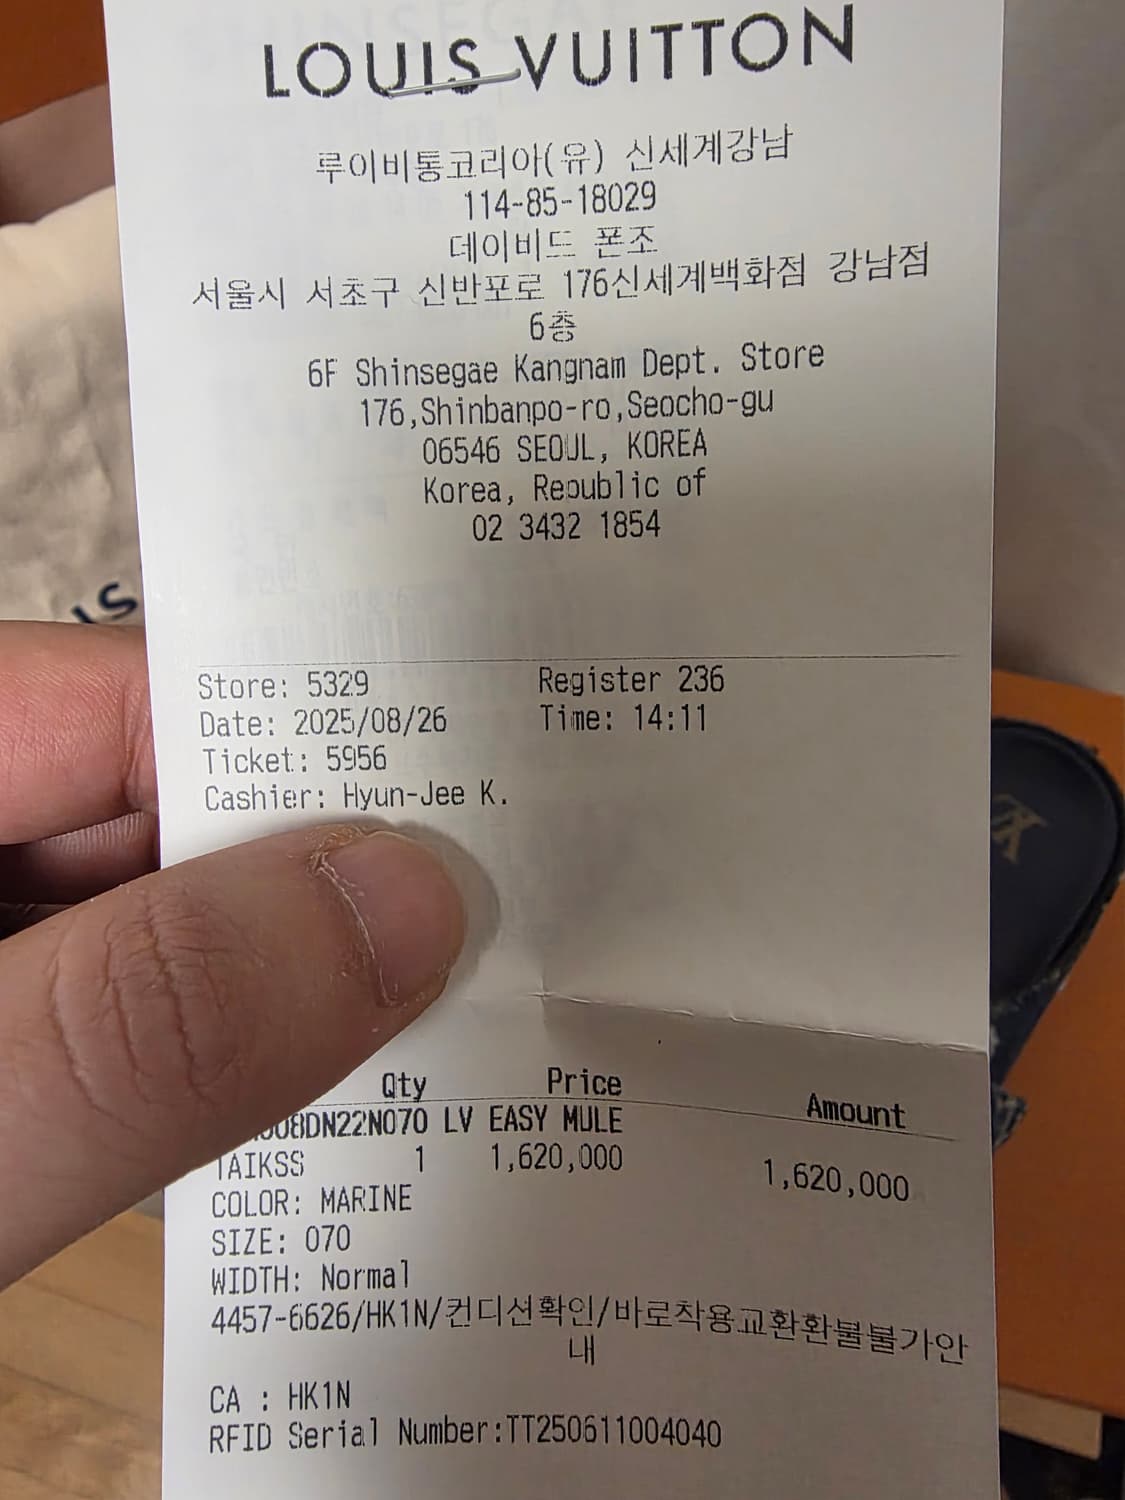 LOUIS VUITTON
루이비통코리아(유) 신세계강남
114-85-18029
데이비드 폰조
서울시 서초구 신반포로 176신세계백화점 강남점
6층
6F Shinsegae Kangnam Dept. Store
176,Shinbanpo-ro,Seocho-gu
06546 SEOUL, KOREA
Korea, Republic of
02 3432 1854
Store: 5329 Register 236
Date: 2025/08/26 Time: 14:11
Ticket: 5956
Cashier: Hyun-Jee K.
Qty Price Amount
08DN22N070 LV EASY MULE
TAIKSS 1 1,620,000 1,620,000
COLOR: MARINE
SIZE: 070
WIDTH: Normal
4457-6626/HK1N/컨디션확인/바로착용교환환불불가안
내
CA : HK1N
RFID Serial Number:TT250611004040